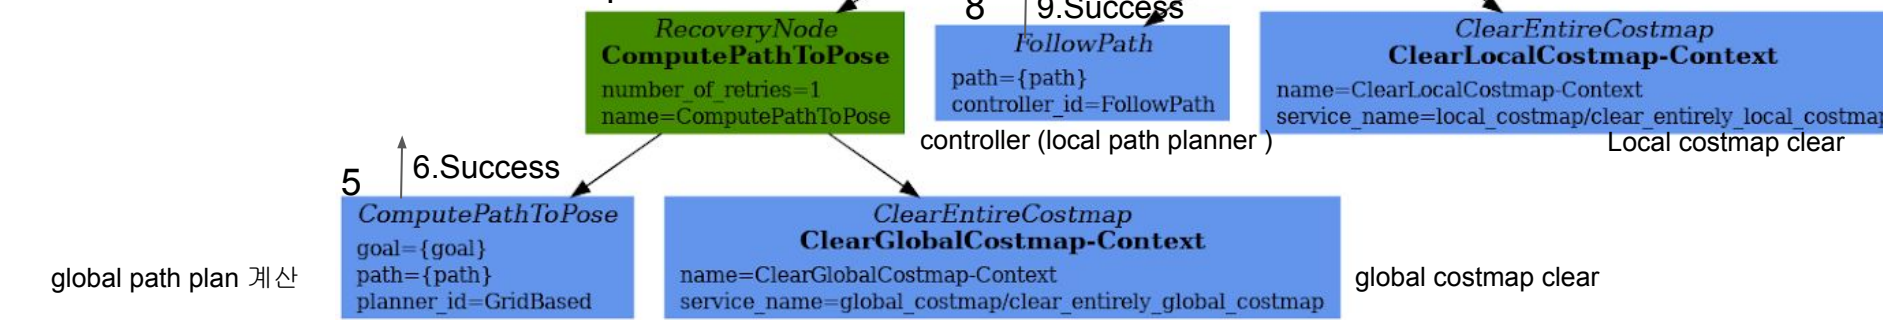 8
9.Success
RecoveryNode
ComputePathToPose
number_of_retries=1
name=ComputePathToPose
FollowPath
path={path}
controller_id=FollowPath
controller (local path planner )
ClearEntireCostmap
ClearLocalCostmap-Context
name=ClearLocalCostmap-Context
service_name=local_costmap/clear_entirely_local_costmap
Local costmap clear
5
6.Success
ComputePathToPose
goal={goal}
path={path}
planner_id=GridBased
global path plan 계산
ClearEntireCostmap
ClearGlobalCostmap-Context
name=ClearGlobalCostmap-Context
service_name=global_costmap/clear_entirely_global_costmap
global costmap clear